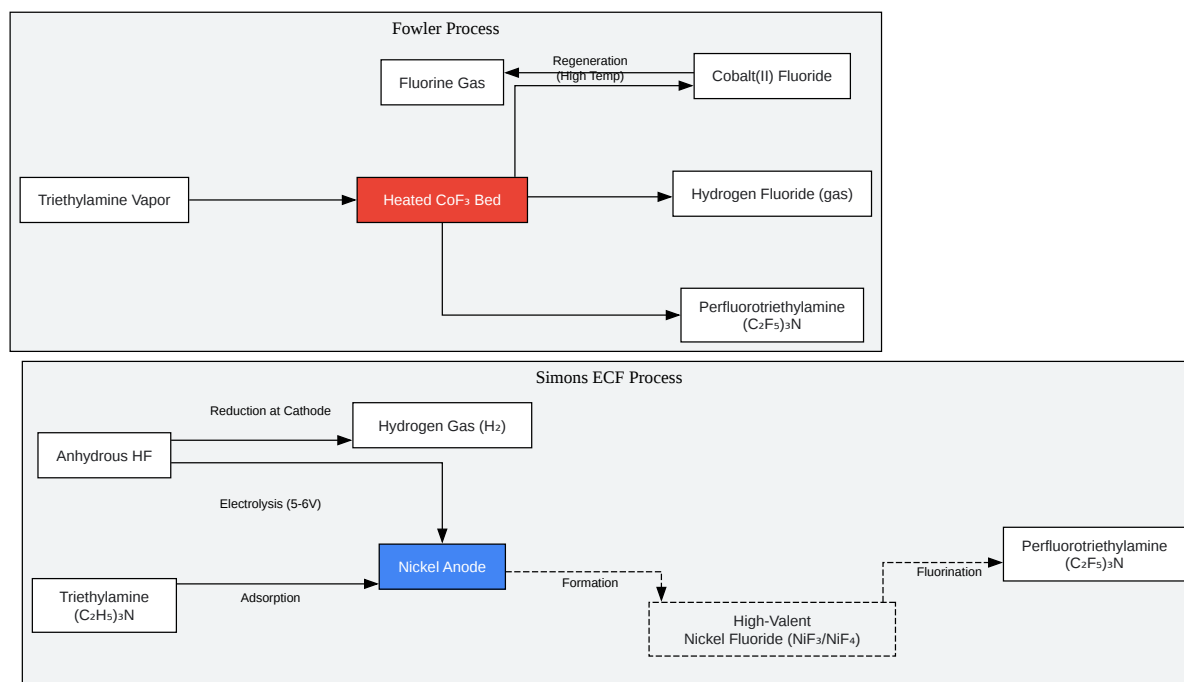 Fowler Process
Regeneration
(High Temp)
Fluorine Gas
Cobalt(II) Fluoride
Triethylamine Vapor
Heated CoF₃ Bed
Hydrogen Fluoride (gas)
Perfluorotriethylamine
(C₂F₅)₃N
Simons ECF Process
Reduction at Cathode
Hydrogen Gas (H₂)
Anhydrous HF
Electrolysis (5-6V)
Nickel Anode
Triethylamine
(C₂H₅)₃N
Adsorption
Formation
High-Valent
Nickel Fluoride (NiF₃/NiF₄)
Fluorination
Perfluorotriethylamine
(C₂F₅)₃N